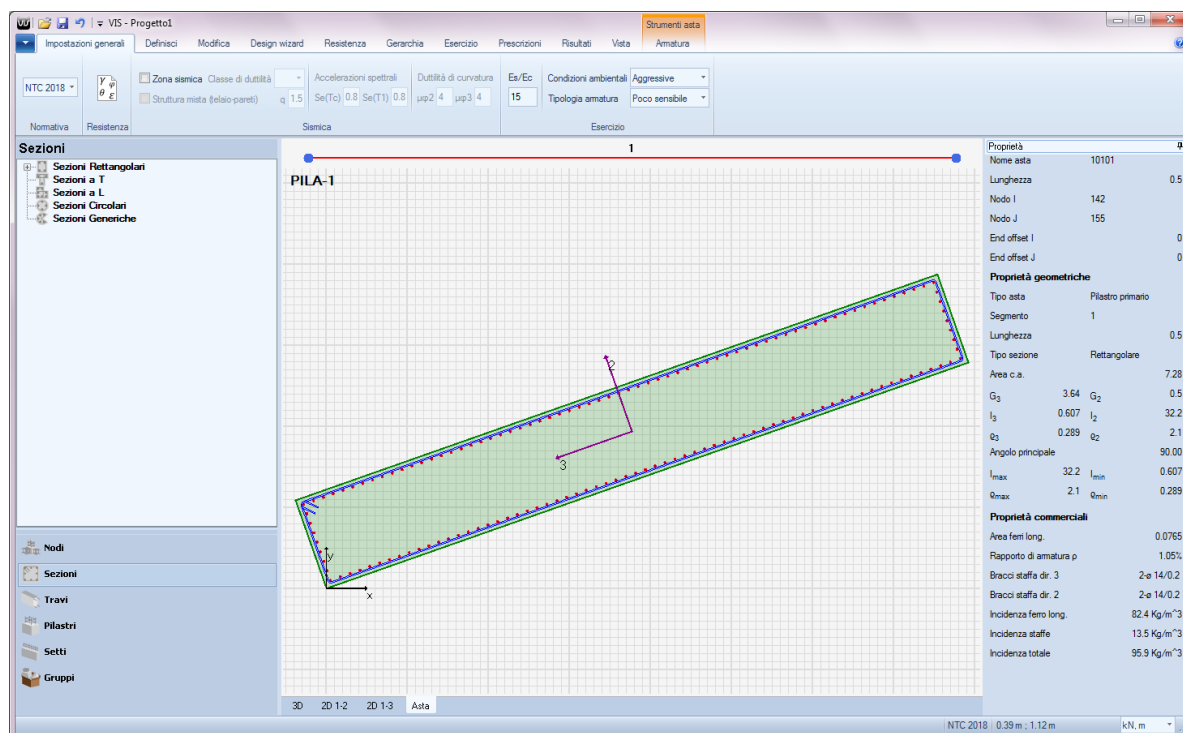 VIS - Progetto1
Strumenti asta
Impostazioni generali Definisci Modifica Design wizard Resistenza Gerarchia Esercizio Prescrizioni Risultati Vista Armatura
NTC 2018
γ φ
θ ε
Zona sismica Classe di duttilità
Struttura mista (telaio-pareti) q 1.5
Accelerazioni spettrali
Se(Tc) 0.8 Se(T1) 0.8
Duttilità di curvatura
μφ2 4 μφ3 4
Es/Ec
15
Condizioni ambientali Aggressive
Tipologia armatura Poco sensibile
Normativa Resistenza Sismica Esercizio
Sezioni
Sezioni Rettangolari
Sezioni a T
Sezioni a L
Sezioni Circolari
Sezioni Generiche
Nodi
Sezioni
Travi
Pilastri
Setti
Gruppi
1
PILA-1
2
3
y
x
3D 2D 1-2 2D 1-3 Asta
Proprietà
Nome asta 10101
Lunghezza 0.5
Nodo I 142
Nodo J 155
End offset I 0
End offset J 0
Proprietà geometriche
Tipo asta Pilastro primario
Segmento 1
Lunghezza 0.5
Tipo sezione Rettangolare
Area c.a. 7.28
G3 3.64 G2 0.5
I3 0.607 I2 32.2
ϱ3 0.289 ϱ2 2.1
Angolo principale 90.00
Imax 32.2 Imin 0.607
ϱmax 2.1 ϱmin 0.289
Proprietà commerciali
Area ferri long. 0.0765
Rapporto di armatura ρ 1.05%
Bracci staffa dir. 3 2-ø 14/0.2
Bracci staffa dir. 2 2-ø 14/0.2
Incidenza ferro long. 82.4 Kg/m^3
Incidenza staffe 13.5 Kg/m^3
Incidenza totale 95.9 Kg/m^3
NTC 2018 0.39 m ; 1.12 m kN, m